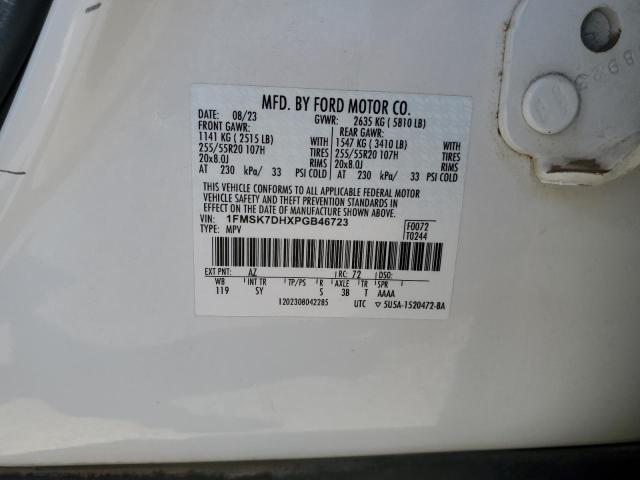 MFD. BY FORD MOTOR CO.
DATE: 08/23 GVWR: 2635 KG ( 5810 LB)
FRONT GAWR: REAR GAWR:
1141 KG ( 2515 LB) WITH 1547 KG ( 3410 LB) WITH
255/55R20 107H TIRES 255/55R20 107H TIRES
20x8.0J RIMS 20x8.0J RIMS
AT 230 kPa/ 33 PSI COLD AT 230 kPa/ 33 PSI COLD
THIS VEHICLE CONFORMS TO ALL APPLICABLE FEDERAL MOTOR
VEHICLE SAFETY AND THEFT PREVENTION STANDARDS IN
EFFECT ON THE DATE OF MANUFACTURE SHOWN ABOVE.
VIN: 1FMSK7DHXPGB46723 F0072
TYPE: MPV T0244
EXT PNT: AZ RC: 72 DSO:
WB INT TR TP/PS R AXLE TR SPR
119 5Y S 3B T AAAA
1202308042285 UTC ▽ 5U5A-1520472-BA